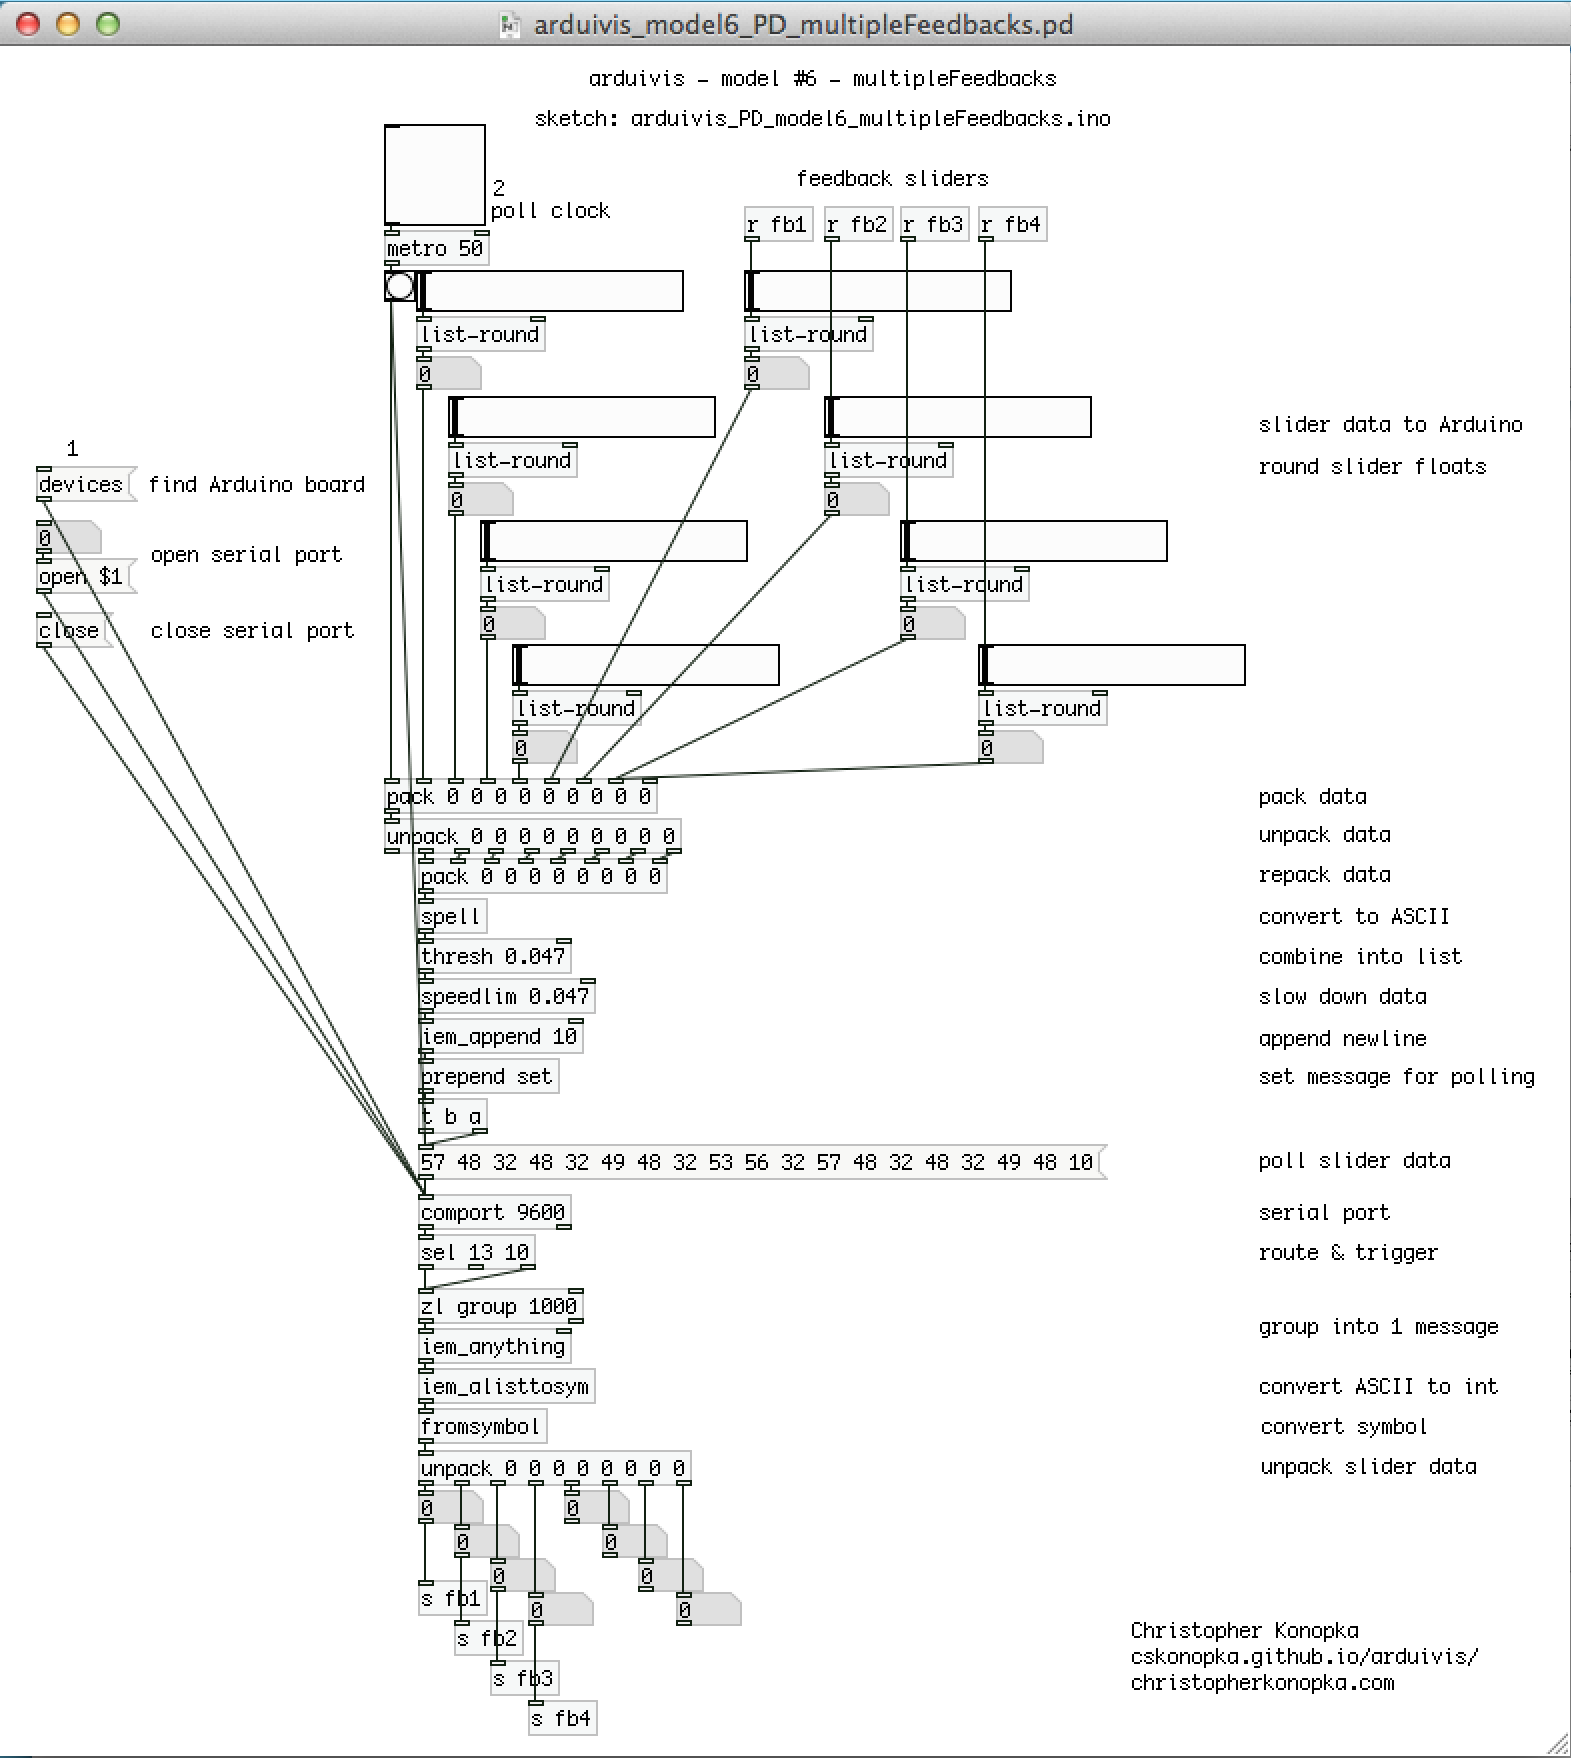 arduivis_model6_PD_multipleFeedbacks.pd
arduivis - model #6 - multipleFeedbacks
sketch: arduivis_PD_model6_multipleFeedbacks.ino
feedback sliders
2
poll clock
r fb1 r fb2 r fb3 r fb4
metro 50
list-round list-round
0 0
slider data to Arduino
1
list-round list-round
round slider floats
devices find Arduino board
0 0
0
open serial port
open $1
list-round list-round
0 0
close close serial port
list-round list-round
0 0
pack 0 0 0 0 0 0 0 0 0 pack data
unpack 0 0 0 0 0 0 0 0 0 unpack data
pack 0 0 0 0 0 0 0 0 repack data
spell convert to ASCII
thresh 0.047 combine into list
speedlim 0.047 slow down data
iem_append 10 append newline
prepend set set message for polling
t b a
57 48 32 48 32 49 48 32 53 56 32 57 48 32 48 32 49 48 10 poll slider data
comport 9600 serial port
sel 13 10 route & trigger
zl group 1000
group into 1 message
iem_anything
iem_alisttosym convert ASCII to int
fromsymbol convert symbol
unpack 0 0 0 0 0 0 0 0 unpack slider data
0 0
0 0
0 0
s fb1
0 0
s fb2
s fb3
s fb4
Christopher Konopka
cskonopka.github.io/arduivis/
christopherkonopka.com